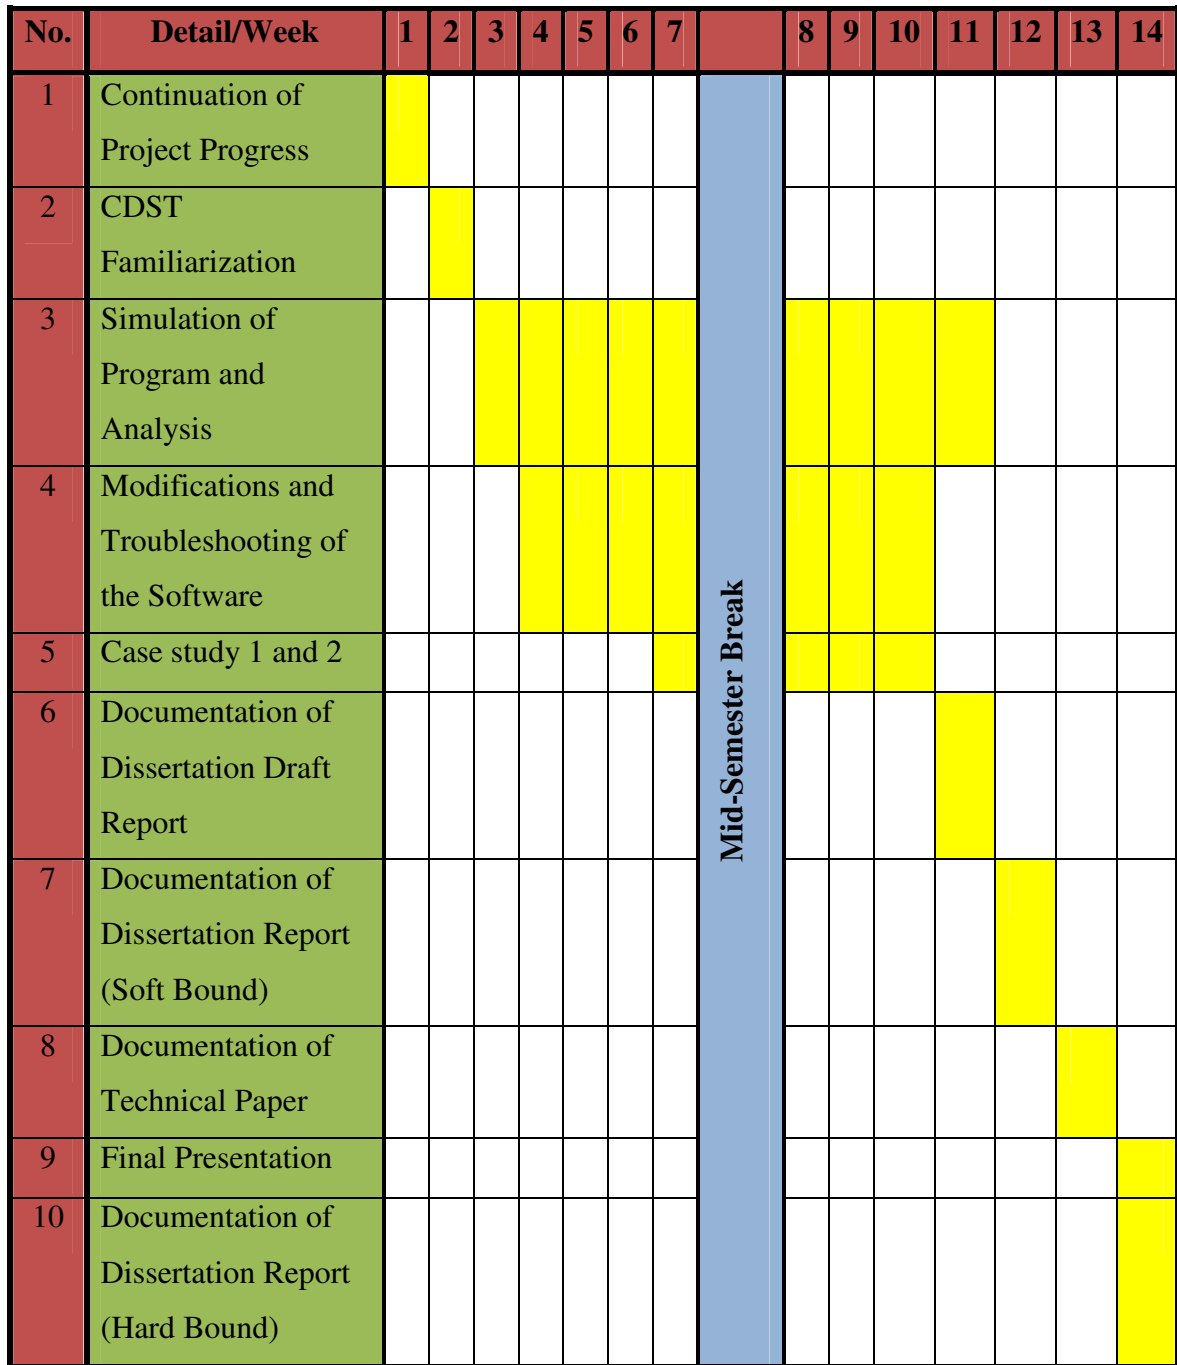 No. Detail/Week 1 2 3 4 5 6 7 8 9 10 11 12 13 14
1 Continuation of
Project Progress
2 CDST
Familiarization
3 Simulation of
Program and
Analysis
4 Modifications and
Troubleshooting of
the Software
5 Case study 1 and 2
6 Documentation of
Dissertation Draft
Report
7 Documentation of
Dissertation Report
(Soft Bound)
8 Documentation of
Technical Paper
9 Final Presentation
10 Documentation of
Dissertation Report
(Hard Bound)
Mid-Semester Break